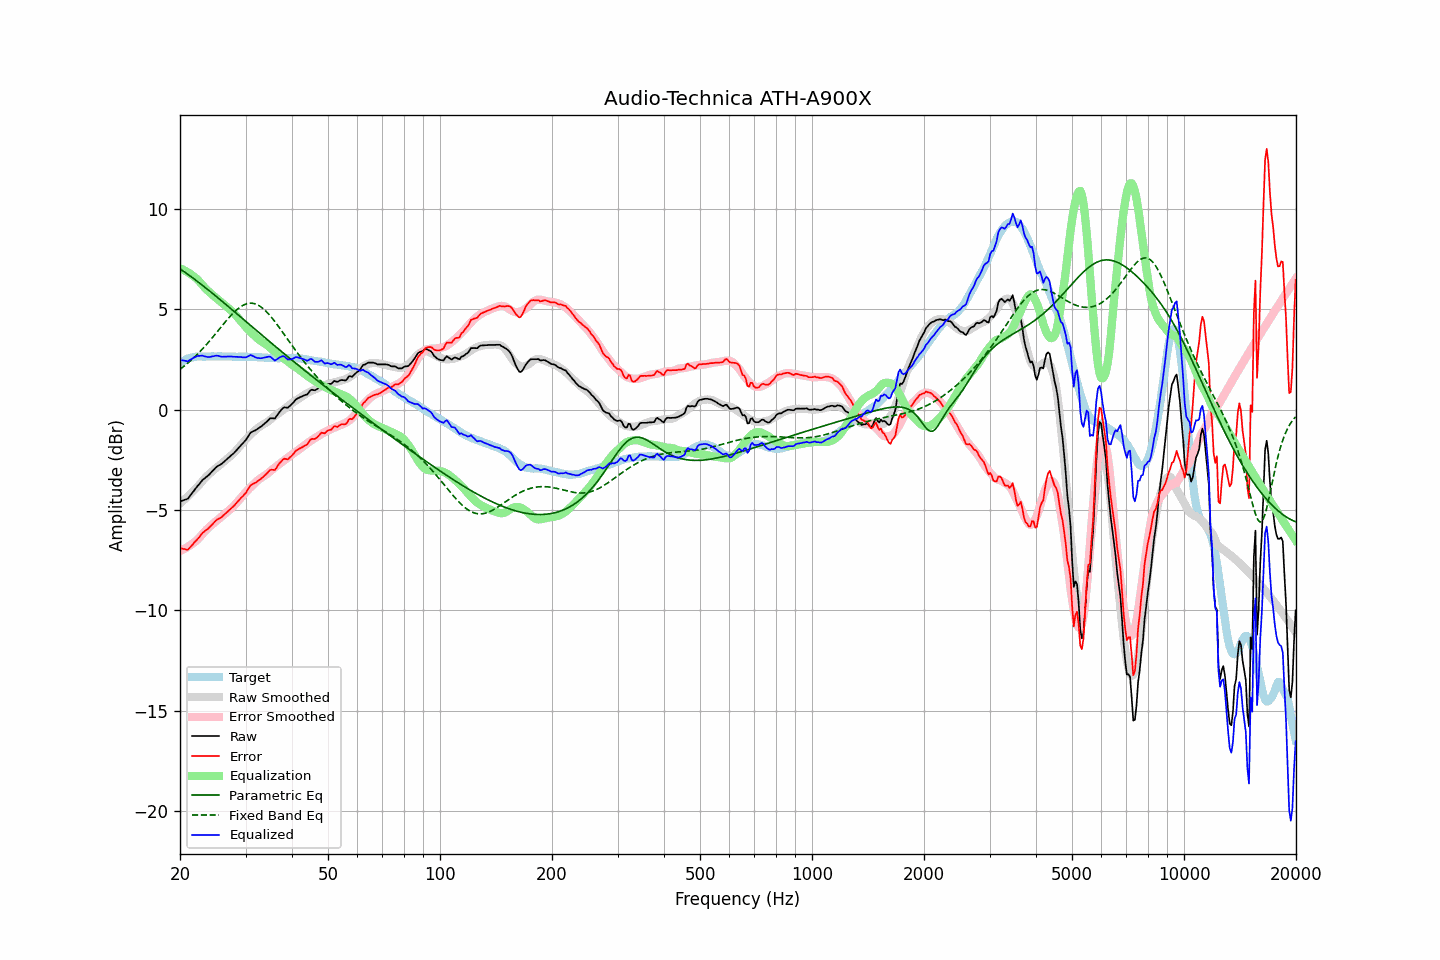 Audio-Technica ATH-A900X
Amplitude (dBr)
10
5
0
−5
−10
−15
−20
Target
Raw Smoothed
Error Smoothed
Raw
Error
Equalization
Parametric Eq
Fixed Band Eq
Equalized
20 50 100 200 500 1000 2000 5000 10000 20000
Frequency (Hz)